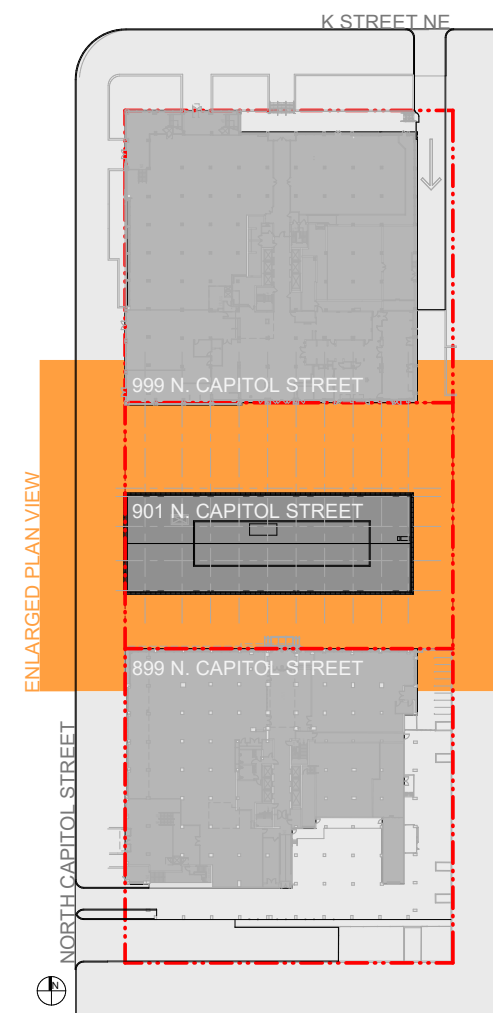 K STREET NE
999 N. CAPITOL STREET
901 N. CAPITOL STREET
ENLARGED PLAN VIEW
899 N. CAPITOL STREET
NORTH CAPITOL STREET
N